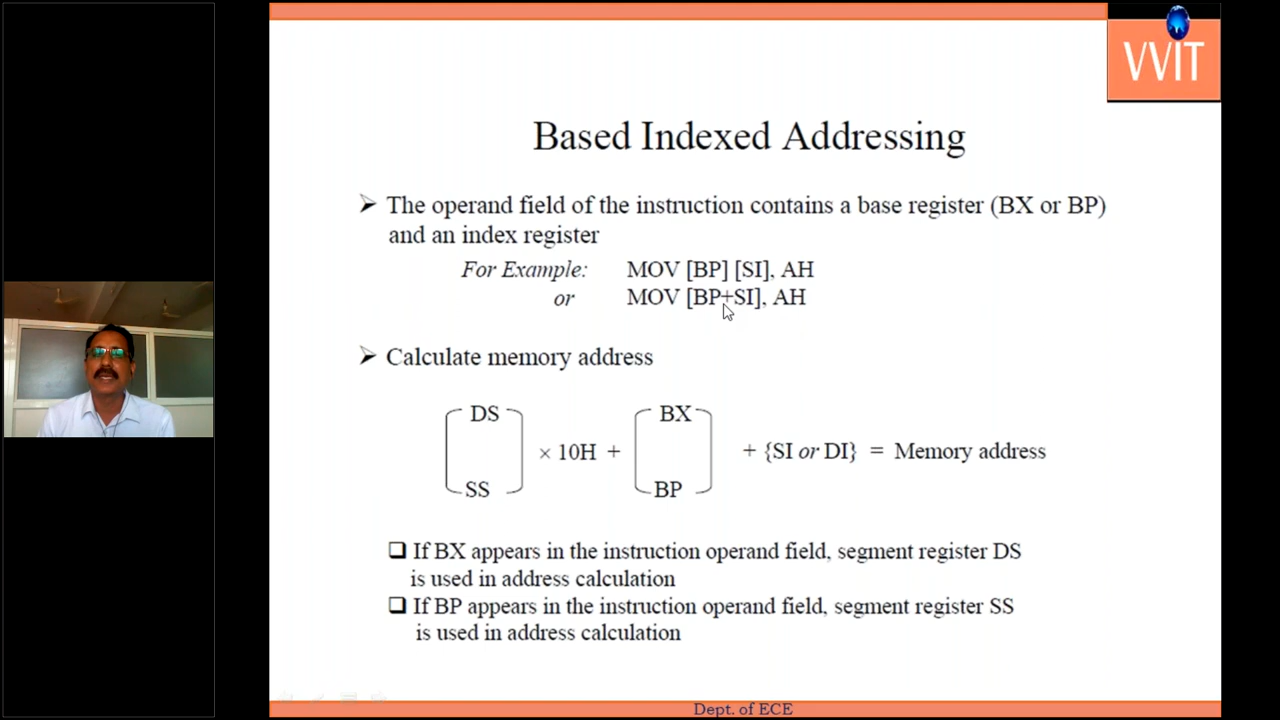 VVIT
Based Indexed Addressing
➢ The operand field of the instruction contains a base register (BX or BP)
and an index register
For Example: MOV [BP] [SI], AH
or MOV [BP+SI], AH
➢ Calculate memory address
DS BX
× 10H + + {SI or DI} = Memory address
SS BP
❑ If BX appears in the instruction operand field, segment register DS
is used in address calculation
❑ If BP appears in the instruction operand field, segment register SS
is used in address calculation
Dept. of ECE